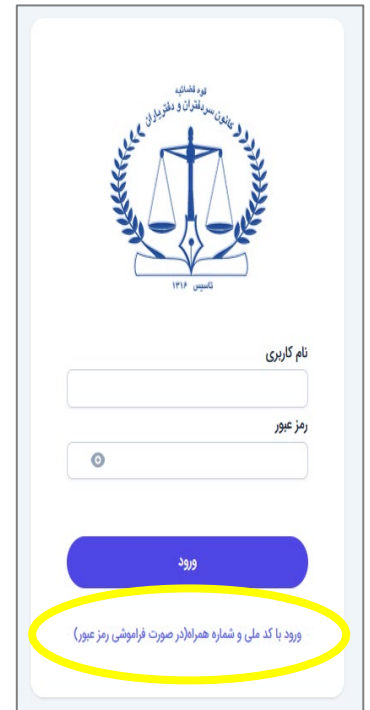 قوه قضائیه
کانون سردفتران و دفتریاران
تاسیس ۱۳۱۶
نام کاربری
رمز عبور
ورود
ورود با کد ملی و شماره همراه(در صورت فراموشی رمز عبور)